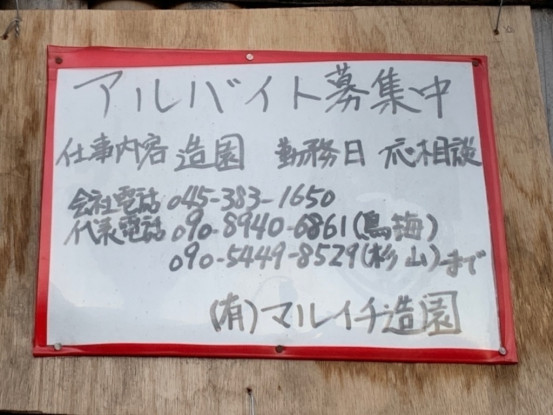 アルバイト募集中
仕事内容 造園 勤務日 応相談
会社電話 045-383-1650
代表電話 090-8940-0861(鳥海)
090-5449-8529(杉山)まで
(有)マルイチ造園